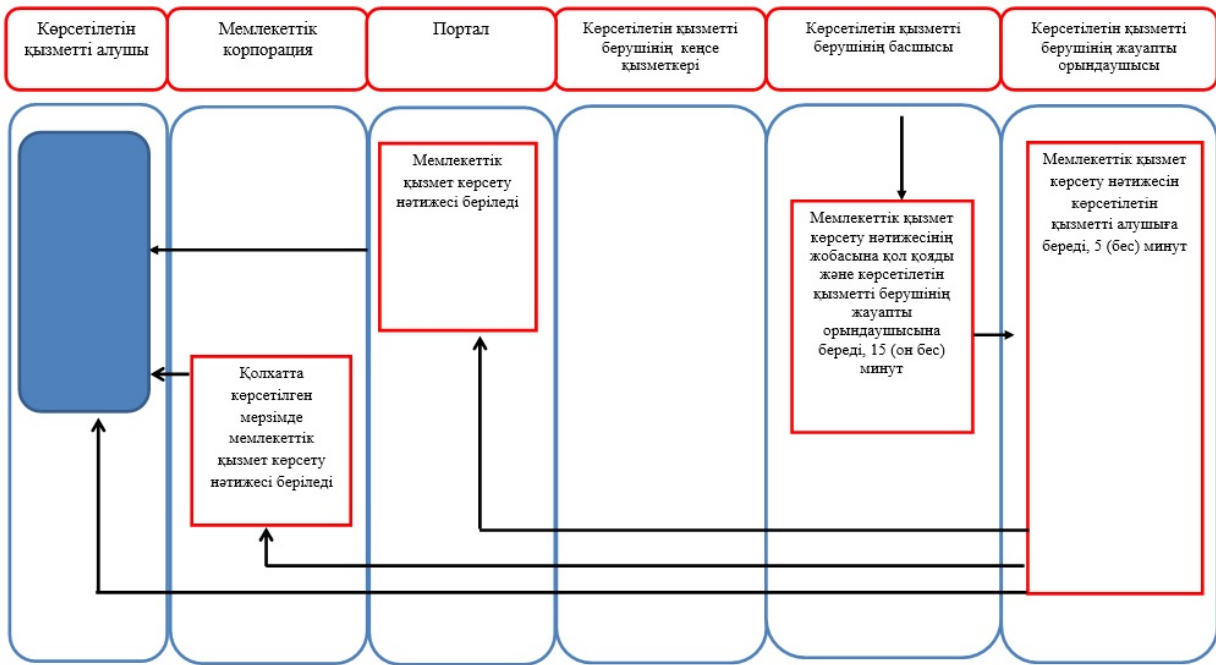 Көрсетілетін
қызметті алушы
Мемлекеттік
корпорация
Портал
Көрсетілетін қызметті
берушінің кеңсе
қызметкері
Көрсетілетін қызметті
берушінің басшысы
Көрсетілетін қызметті
берушінің жауапты
орындаушысы
Мемлекеттік
қызмет көрсету
нәтижесі беріледі
Мемлекеттік қызмет
көрсету нәтижесін
көрсетілетін
қызметті алушыға
береді, 5 (бес) минут
Мемлекеттік қызмет
көрсету нәтижесінің
жобасына қол қояды
және көрсетілетін
қызметті берушінің
жауапты
орындаушысына
береді, 15 (он бес)
минут
Қолхатта
көрсетілген
мерзімде
мемлекеттік
қызмет көрсету
нәтижесі беріледі